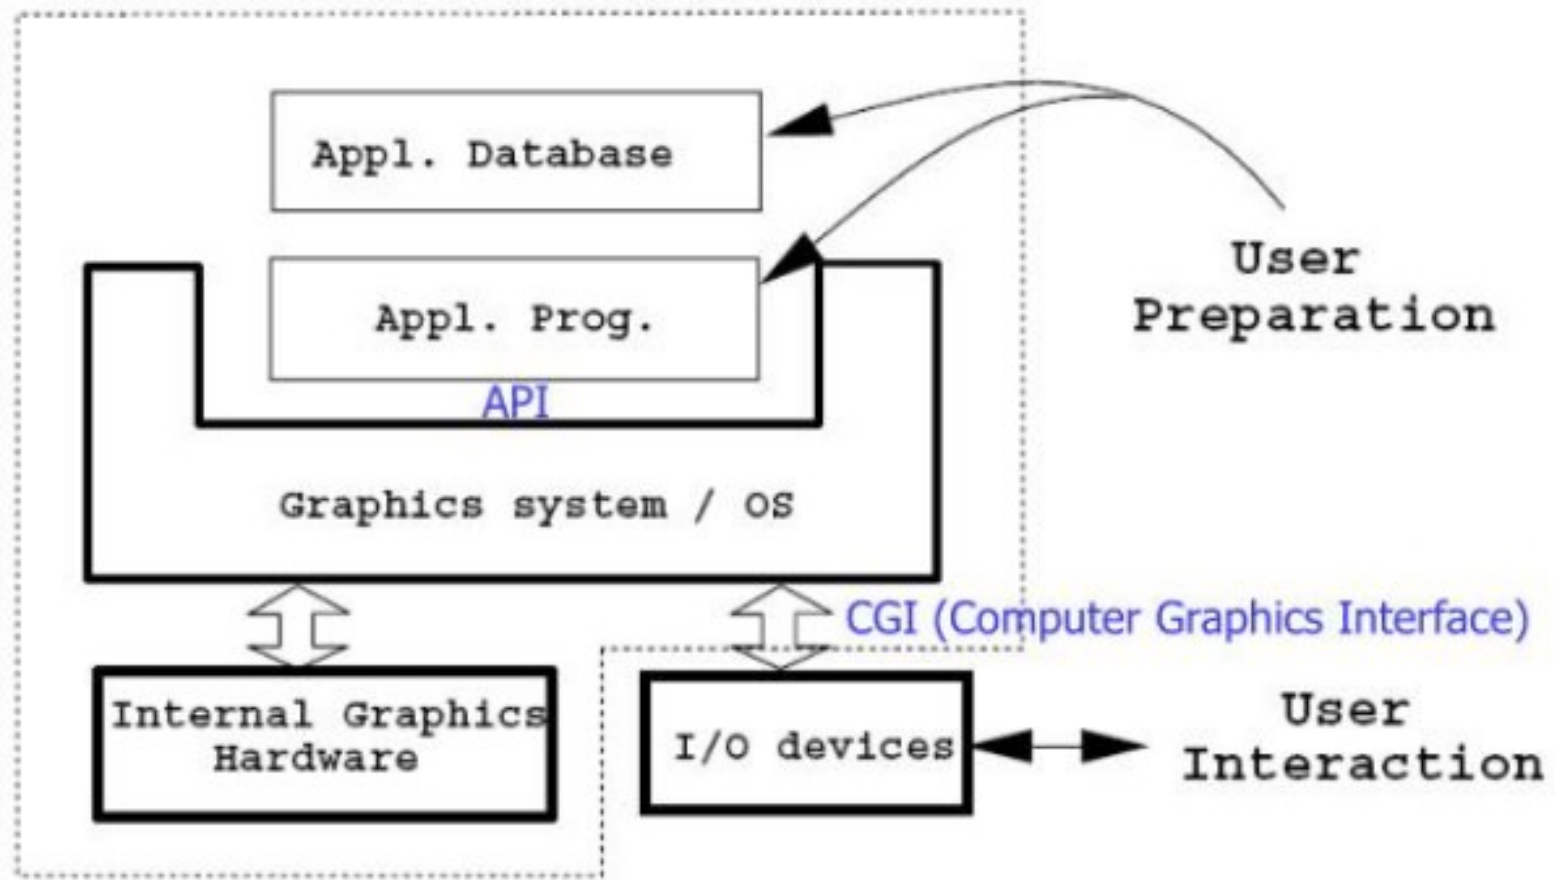 Appl. Database
User
Preparation
Appl. Prog.
API
Graphics system / OS
CGI (Computer Graphics Interface)
Internal Graphics
Hardware
I/O devices
User
Interaction